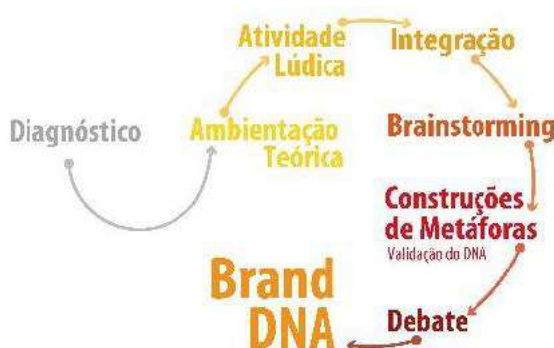 Diagnóstico
Ambientação
Teórica
Atividade
Lúdica
Integração
Brainstorming
Construções
de Metáforas
Validação do DNA
Debate
Brand
DNA